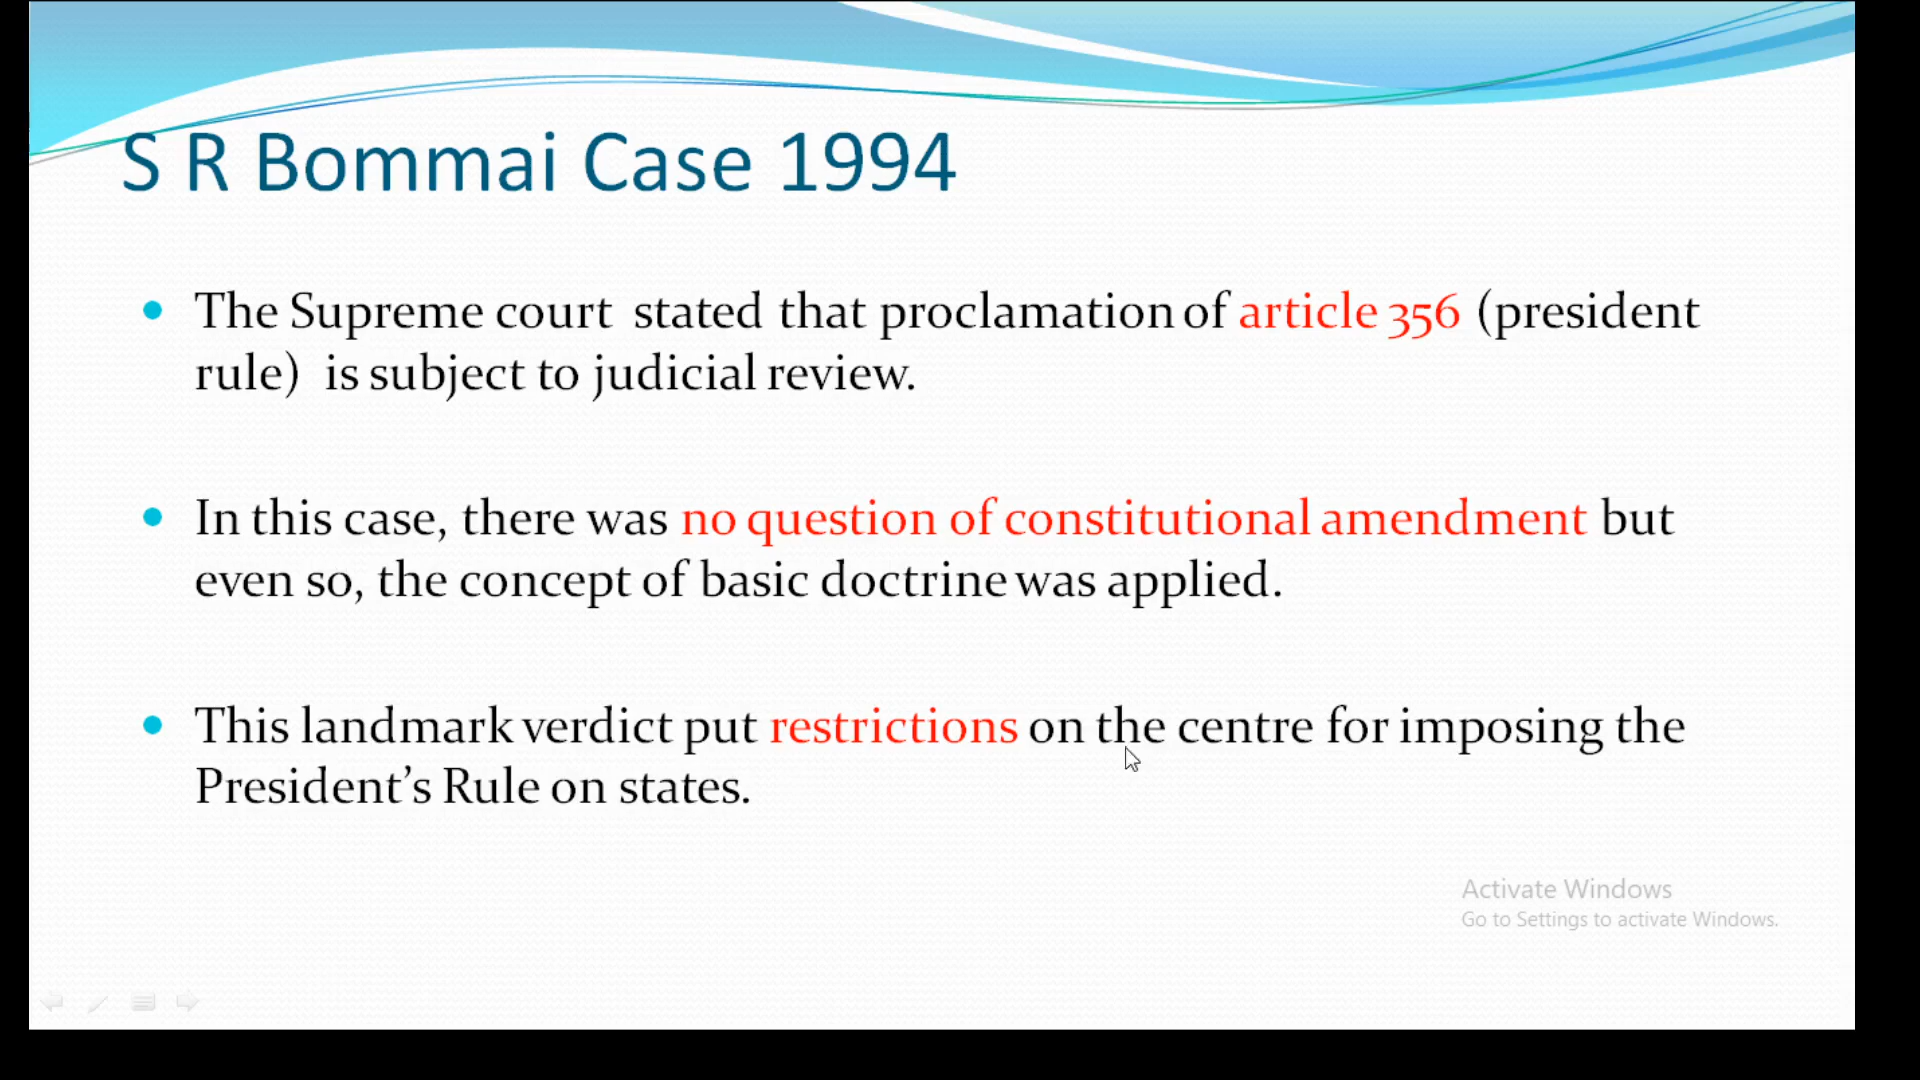 S R Bommai Case 1994
The Supreme court stated that proclamation of article 356 (president
rule) is subject to judicial review.
In this case, there was no question of constitutional amendment but
even so, the concept of basic doctrine was applied.
This landmark verdict put restrictions on the centre for imposing the
President’s Rule on states.
Activate Windows
Go to Settings to activate Windows.